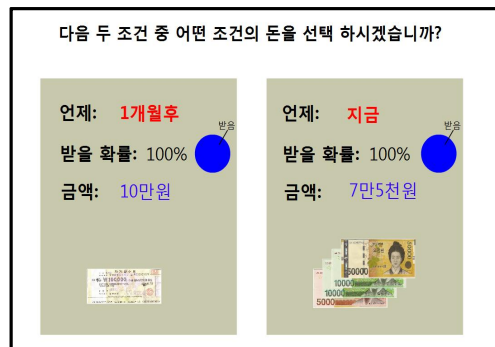 다음 두 조건 중 어떤 조건의 돈을 선택 하시겠습니까?
언제: 1개월후
받음
받을 확률: 100%
금액: 10만원
언제: 지금
받음
받을 확률: 100%
금액: 7만5천원
50000
10000
10000
5000